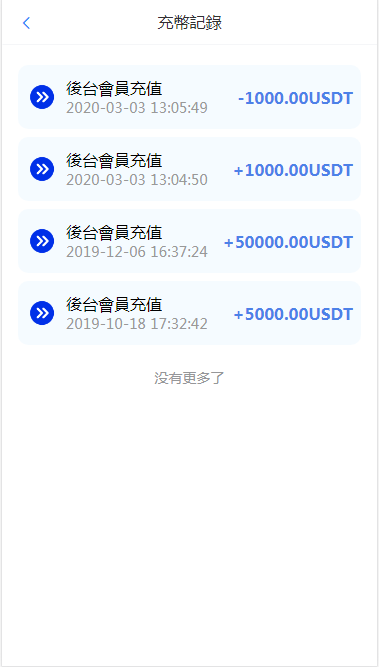 充幣記錄
後台會員充值
2020-03-03 13:05:49
-1000.00USDT
後台會員充值
2020-03-03 13:04:50
+1000.00USDT
後台會員充值
2019-12-06 16:37:24
+50000.00USDT
後台會員充值
2019-10-18 17:32:42
+5000.00USDT
没有更多了